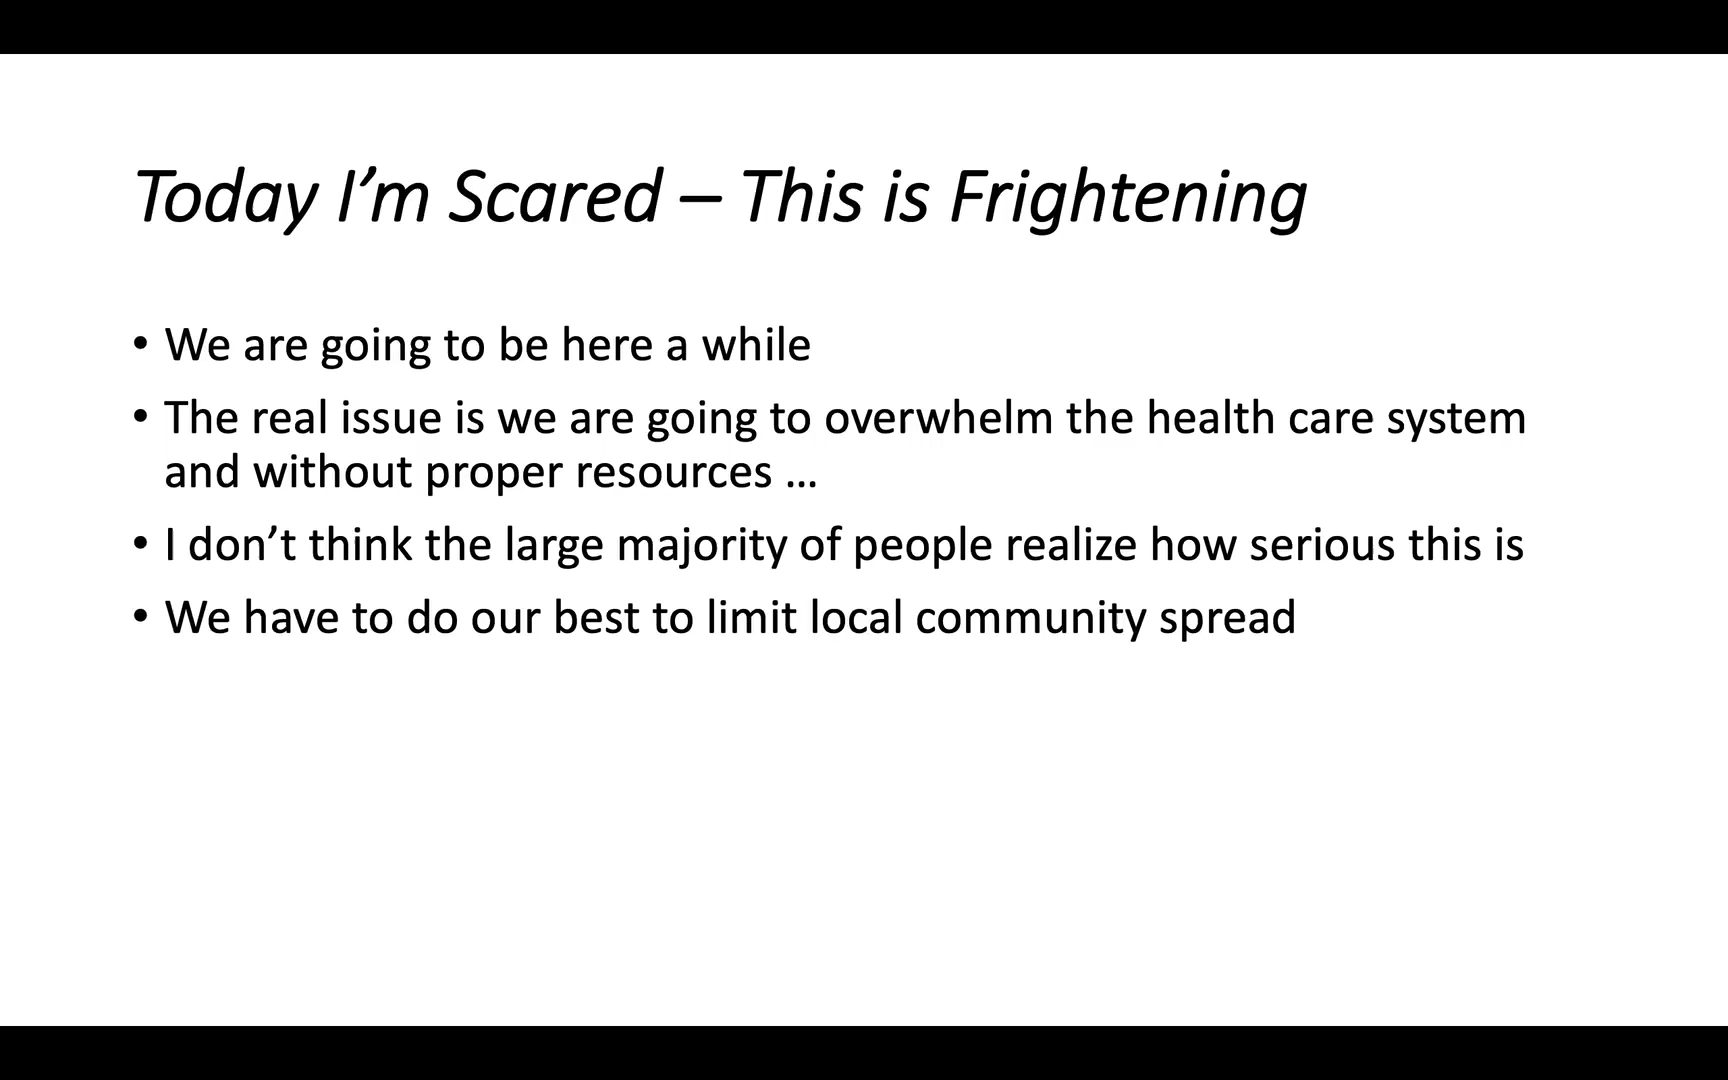 Today I’m Scared – This is Frightening
• We are going to be here a while
• The real issue is we are going to overwhelm the health care system
and without proper resources …
• I don’t think the large majority of people realize how serious this is
• We have to do our best to limit local community spread